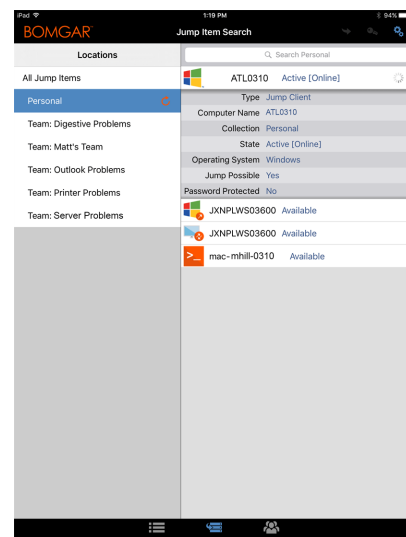 iPad 1:19 PM 94%
BOMGAR Jump Item Search
Locations
Search Personal
All Jump Items
Personal
Team: Digestive Problems
Team: Matt's Team
Team: Outlook Problems
Team: Printer Problems
Team: Server Problems
ATL0310 Active [Online]
Type Jump Client
Computer Name ATL0310
Collection Personal
State Active [Online]
Operating System Windows
Jump Possible Yes
Password Protected No
JXNPLWS03600 Available
JXNPLWS03600 Available
>_ mac-mhill-0310 Available